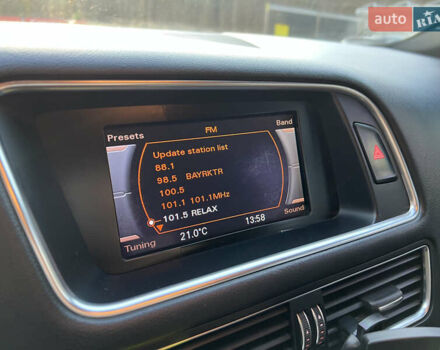 auto RIA
FM
Presets
Band
Update station list
88.1
98.5 BAYRKTR
100.5
101.1 101.1MHz
101.5 RELAX
Tuning
21.0°C
13:58
Sound